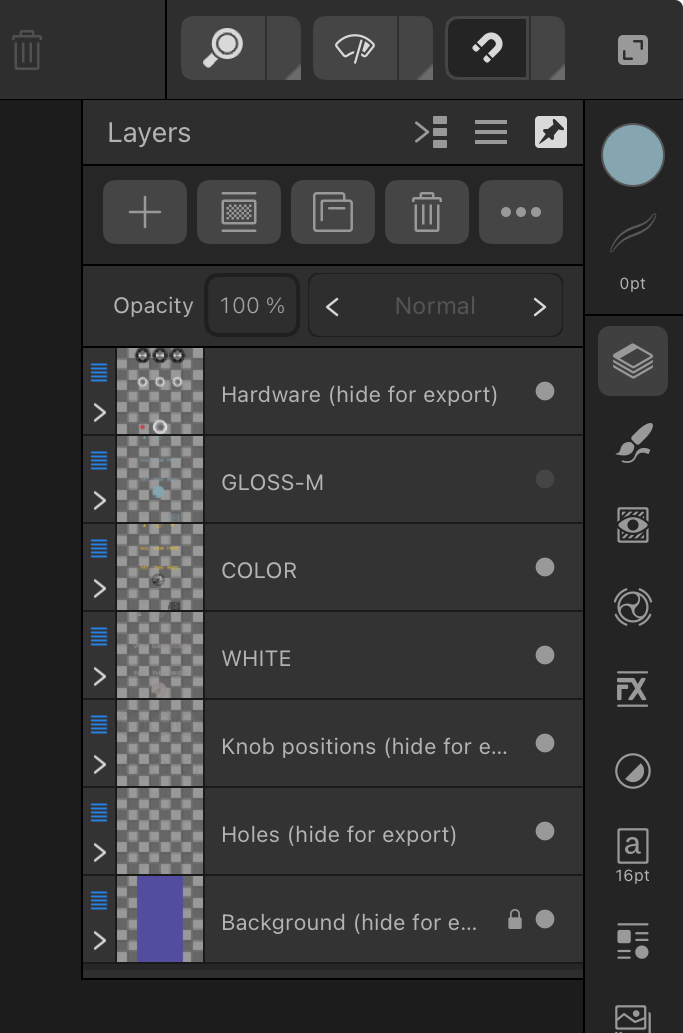 Layers
0pt
Opacity
100 %
Normal
Hardware (hide for export)
GLOSS-M
COLOR
WHITE
FX
Knob positions (hide for e...
Holes (hide for export)
a
16pt
Background (hide for e...